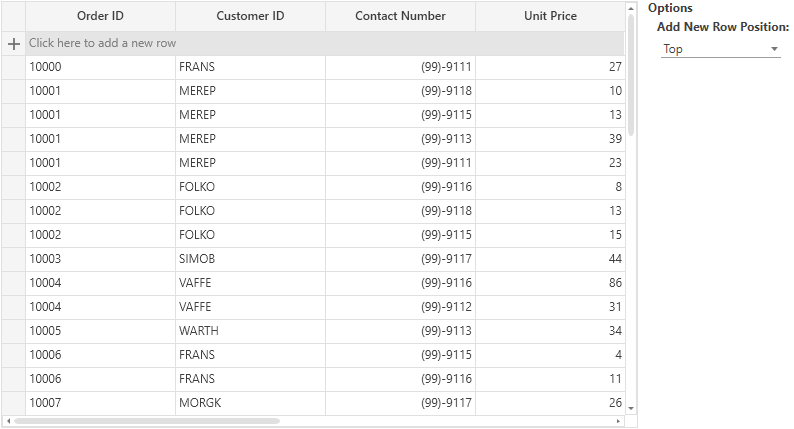 Order ID Customer ID Contact Number Unit Price
Click here to add a new row
10000 FRANS (99)-9111 27
10001 MEREP (99)-9118 10
10001 MEREP (99)-9115 13
10001 MEREP (99)-9113 39
10001 MEREP (99)-9111 23
10002 FOLKO (99)-9116 8
10002 FOLKO (99)-9118 13
10002 FOLKO (99)-9115 15
10003 SIMOB (99)-9117 44
10004 VAFFE (99)-9116 86
10004 VAFFE (99)-9112 31
10005 WARTH (99)-9113 34
10006 FRANS (99)-9115 4
10006 FRANS (99)-9116 11
10007 MORGK (99)-9117 26
Options
Add New Row Position:
Top